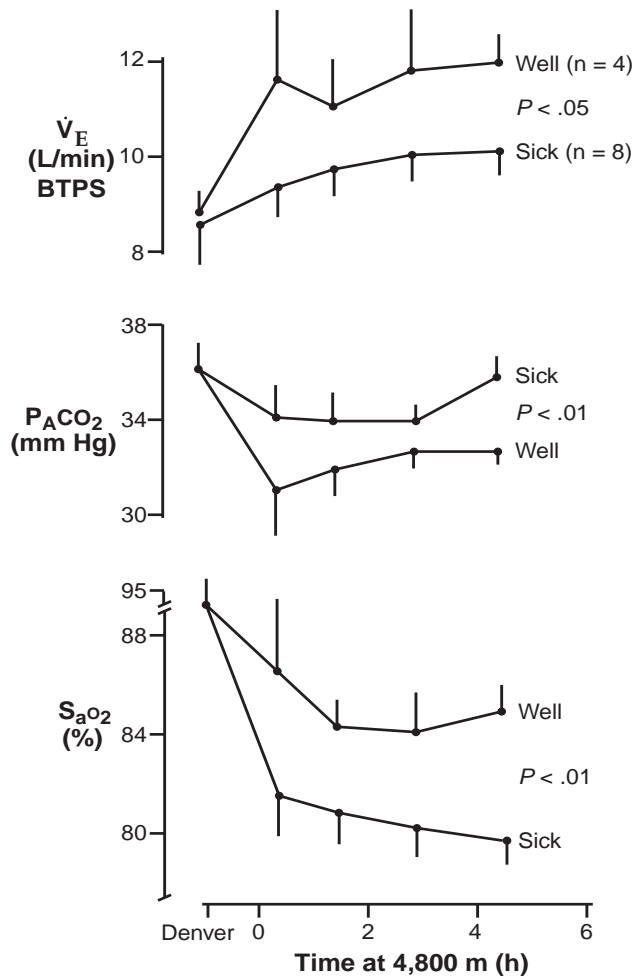 12
10
8
V̇E
(L/min)
BTPS
Well (n = 4)
P < .05
Sick (n = 8)
38
34
30
PACO2
(mm Hg)
Sick
P < .01
Well
95
88
84
80
SaO2
(%)
Well
P < .01
Sick
Denver 0 2 4 6
Time at 4,800 m (h)